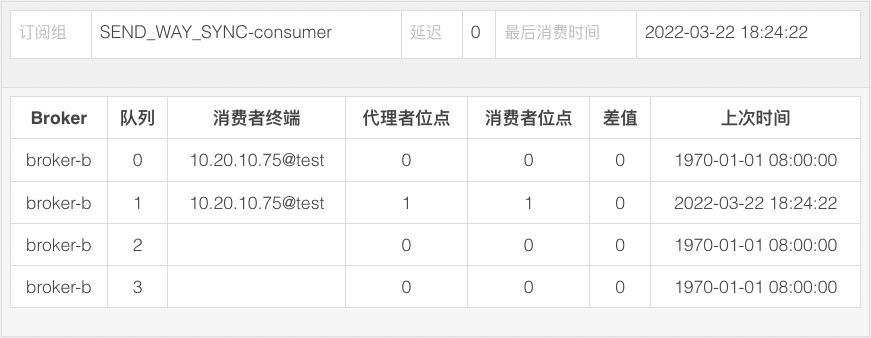 订阅组 SEND_WAY_SYNC-consumer 延迟 0 最后消费时间 2022-03-22 18:24:22
Broker 队列 消费者终端 代理者位点 消费者位点 差值 上次时间
broker-b 0 10.20.10.75@test 0 0 0 1970-01-01 08:00:00
broker-b 1 10.20.10.75@test 1 1 0 2022-03-22 18:24:22
broker-b 2 0 0 0 1970-01-01 08:00:00
broker-b 3 0 0 0 1970-01-01 08:00:00